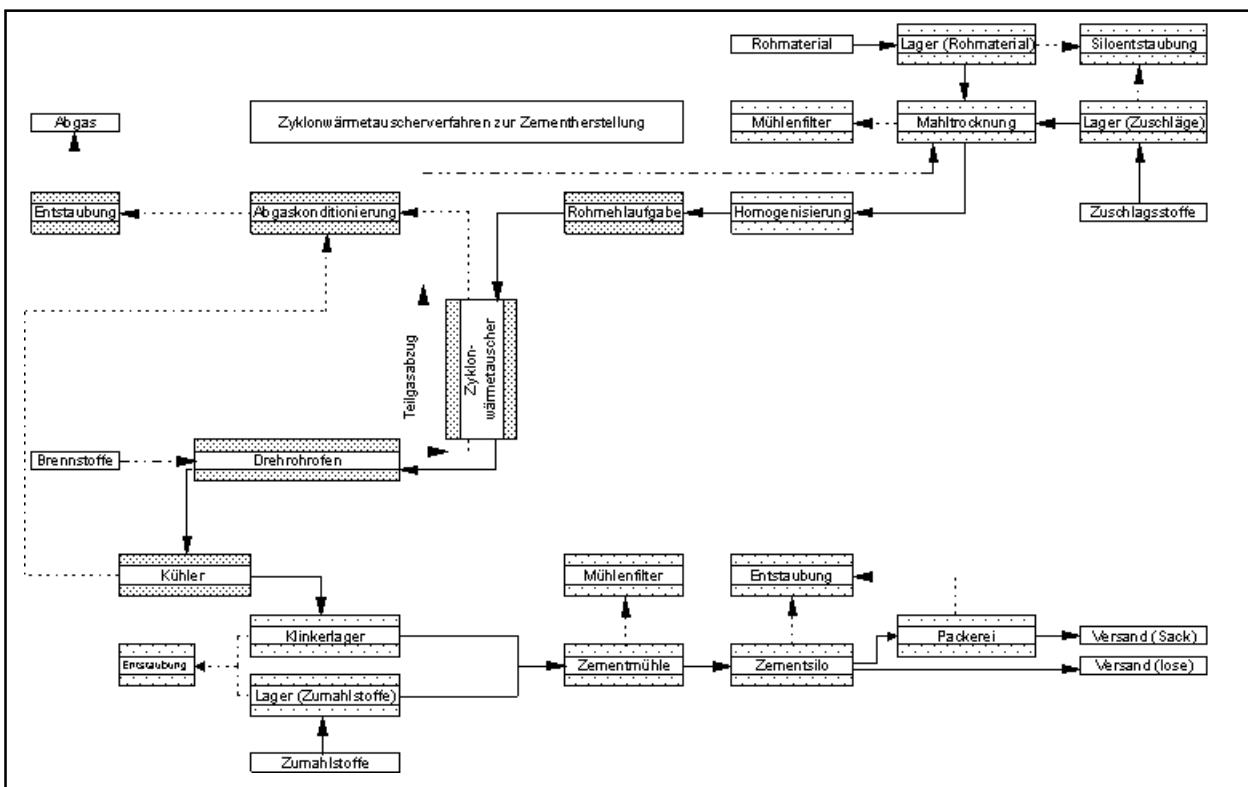 Rohmaterial
Lager (Rohmaterial)
Siloentstaubung
Abgas
Zyklonwärmetauscherverfahren zur Zementherstellung
Mühlenfilter
Mahltrocknung
Lager (Zuschläge)
Entstaubung
Abgaskonditionierung
Rohmehlaufgabe
Homogenisierung
Zuschlagsstoffe
Teilgasabzug
Zyklon-
wärmetauscher
Brennstoffe
Drehrohrofen
Kühler
Mühlenfilter
Entstaubung
Klinkerlager
Packerei
Versand (Sack)
Entstaubung
Zementmühle
Zementsilo
Versand (lose)
Lager (Zumahlstoffe)
Zumahlstoffe